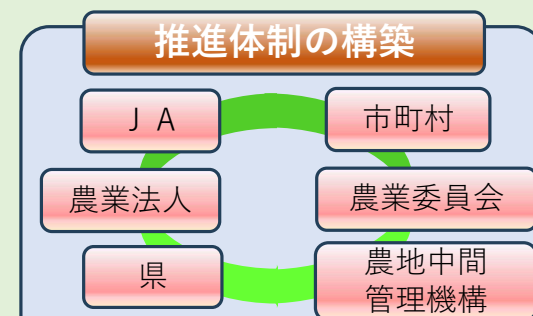 推進体制の構築
ＪＡ
市町村
農業法人
農業委員会
県
農地中間
管理機構